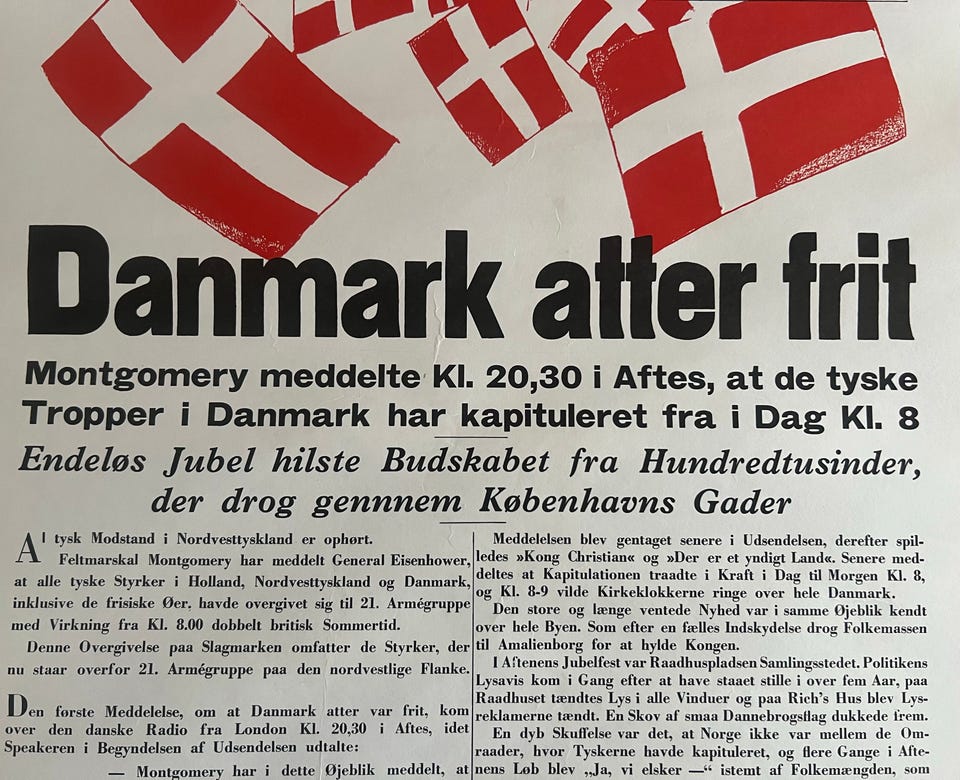 Danmark atter frit
Montgomery meddelte Kl. 20,30 i Aftes, at de tyske
Tropper i Danmark har kapituleret fra i Dag Kl. 8
Endeløs Jubel hilste Budskabet fra Hundredtusinder,
der drog gennnem Københavns Gader
Al tysk Modstand i Nordvesttyskland er ophørt.
Feltmarskal Montgomery har meddelt General Eisenhower,
at alle tyske Styrker i Holland, Nordvesttyskland og Danmark,
inklusive de frisiske Øer, havde overgivet sig til 21. Armégruppe
med Virkning fra Kl. 8.00 dobbelt britisk Sommertid.
Denne Overgivelse paa Slagmarken omfatter de Styrker, der
nu staar overfor 21. Armégruppe paa den nordvestlige Flanke.
Den første Meddelelse, om at Danmark atter var frit, kom
over den danske Radio fra London Kl. 20,30 i Aftes, idet
Speakeren i Begyndelsen af Udsendelsen udtalte:
— Montgomery har i dette Øjeblik meddelt, at
Meddelelsen blev gentaget senere i Udsendelsen, derefter spil-
ledes »Kong Christian« og »Der er et yndigt Land«. Senere med-
deltes at Kapitulationen traadte i Kraft i Dag til Morgen Kl. 8,
og Kl. 8-9 vilde Kirkeklokkerne ringe over hele Danmark.
Den store og længe ventede Nyhed var i samme Øjeblik kendt
over hele Byen. Som efter en fælles Indskydelse drog Folkemassen
til Amalienborg for at hylde Kongen.
I Aftenens Jubelfest var Raadhuspladsen Samlingsstedet. Politikens
Lysavis kom i Gang efter at have staaet stille i over fem Aar, paa
Raadhuset tændtes Lys i alle Vinduer og paa Rich's Hus blev Lys-
reklamerne tændt. En Skov af smaa Dannebrogsflag dukkede frem.
En dyb Skuffelse var det, at Norge ikke var mellem de Om-
raader, hvor Tyskerne havde kapituleret, og flere Gange i Afte-
nens Løb blev „Ja, vi elsker —“ istemt af Folkemængden, som